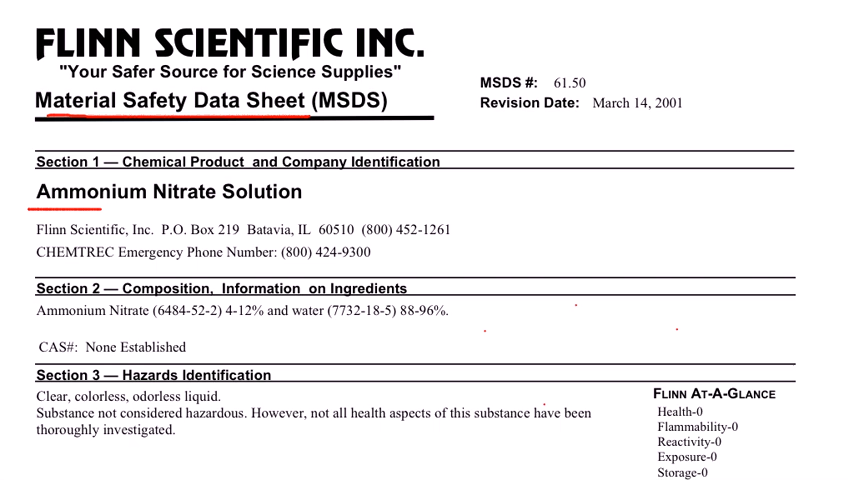 FLINN SCIENTIFIC INC.
"Your Safer Source for Science Supplies"
Material Safety Data Sheet (MSDS)
MSDS #: 61.50
Revision Date: March 14, 2001
Section 1 — Chemical Product and Company Identification
Ammonium Nitrate Solution
Flinn Scientific, Inc. P.O. Box 219 Batavia, IL 60510 (800) 452-1261
CHEMTREC Emergency Phone Number: (800) 424-9300
Section 2 — Composition, Information on Ingredients
Ammonium Nitrate (6484-52-2) 4-12% and water (7732-18-5) 88-96%.
CAS#: None Established
Section 3 — Hazards Identification
Clear, colorless, odorless liquid.
Substance not considered hazardous. However, not all health aspects of this substance have been
thoroughly investigated.
FLINN AT-A-GLANCE
Health-0
Flammability-0
Reactivity-0
Exposure-0
Storage-0